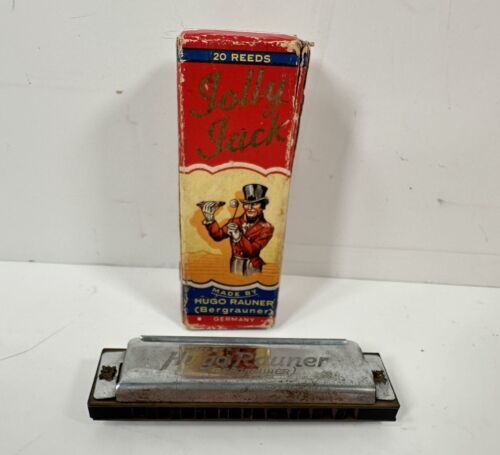 20 REEDS
Jolly
Jack
MADE BY
HUGO RAUNER
(Bergrauner)
GERMANY
Hugo Rauner